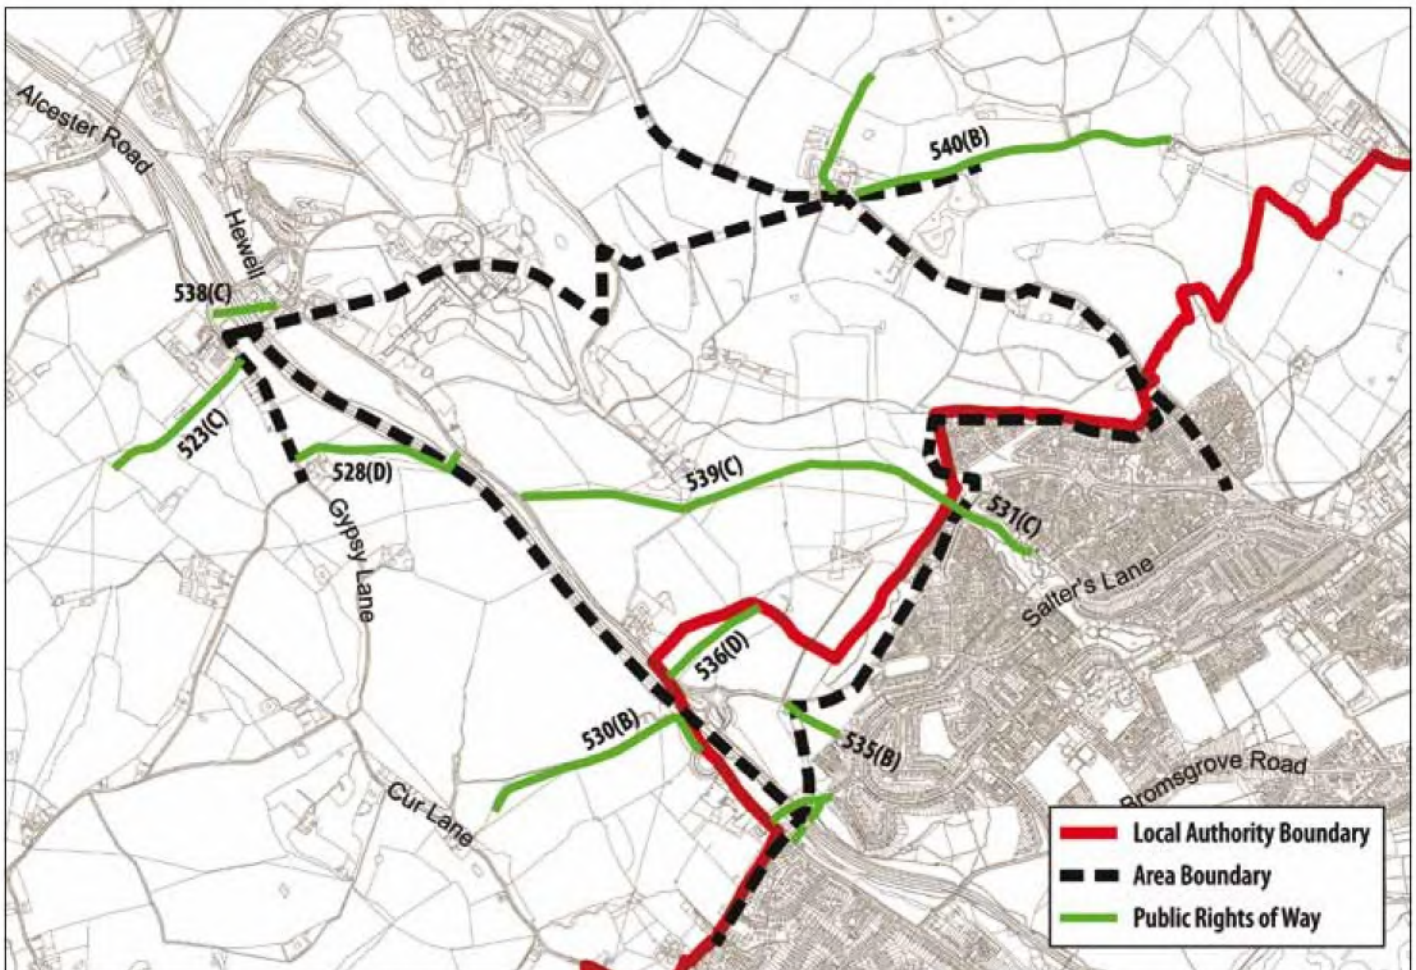 Alcester Road
540(B)
Hewell
538(C)
523(C)
528(D)
539(C)
531(C)
Gypsy Lane
Salter's Lane
536(D)
530(B)
535(B)
Bromsgrove Road
Cur Lane
Local Authority Boundary
Area Boundary
Public Rights of Way